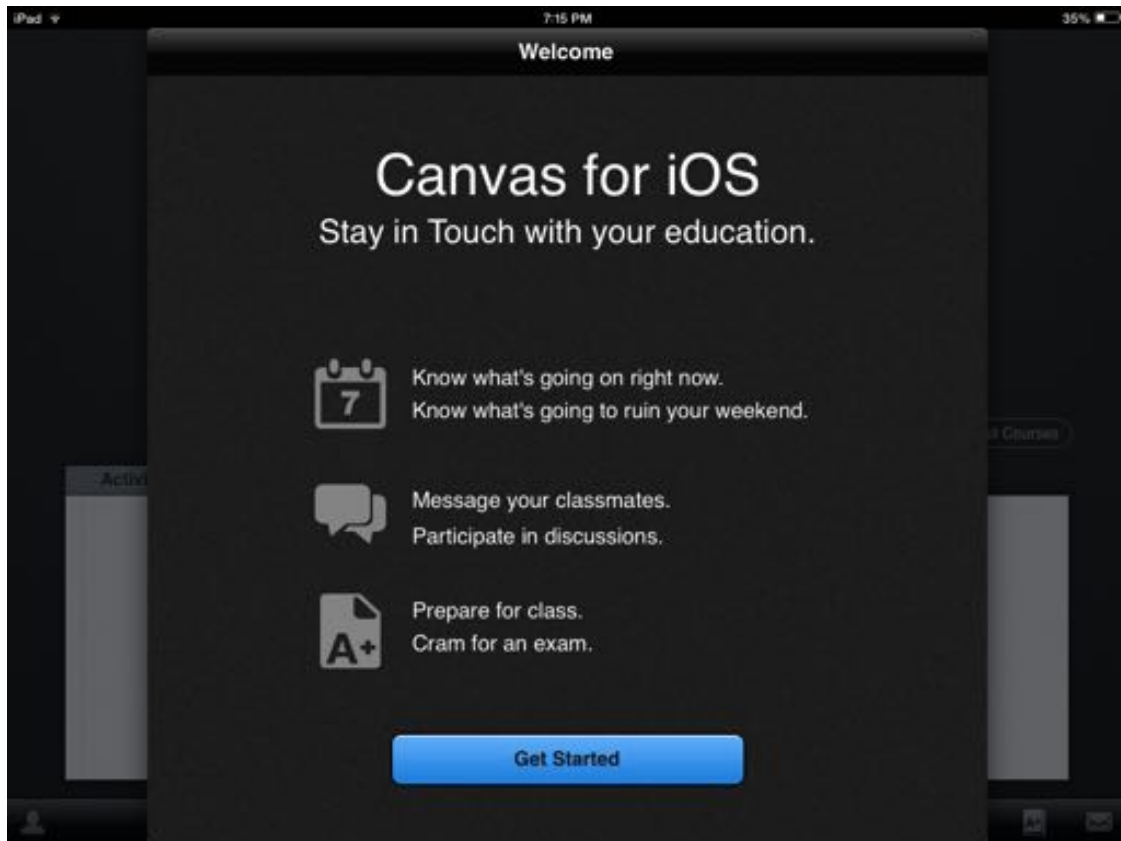 iPad 7:15 PM 35%
Welcome
Canvas for iOS
Stay in Touch with your education.
7
Know what's going on right now.
Know what's going to ruin your weekend.
Courses
Activi
Message your classmates.
Participate in discussions.
A+
Prepare for class.
Cram for an exam.
Get Started
A+